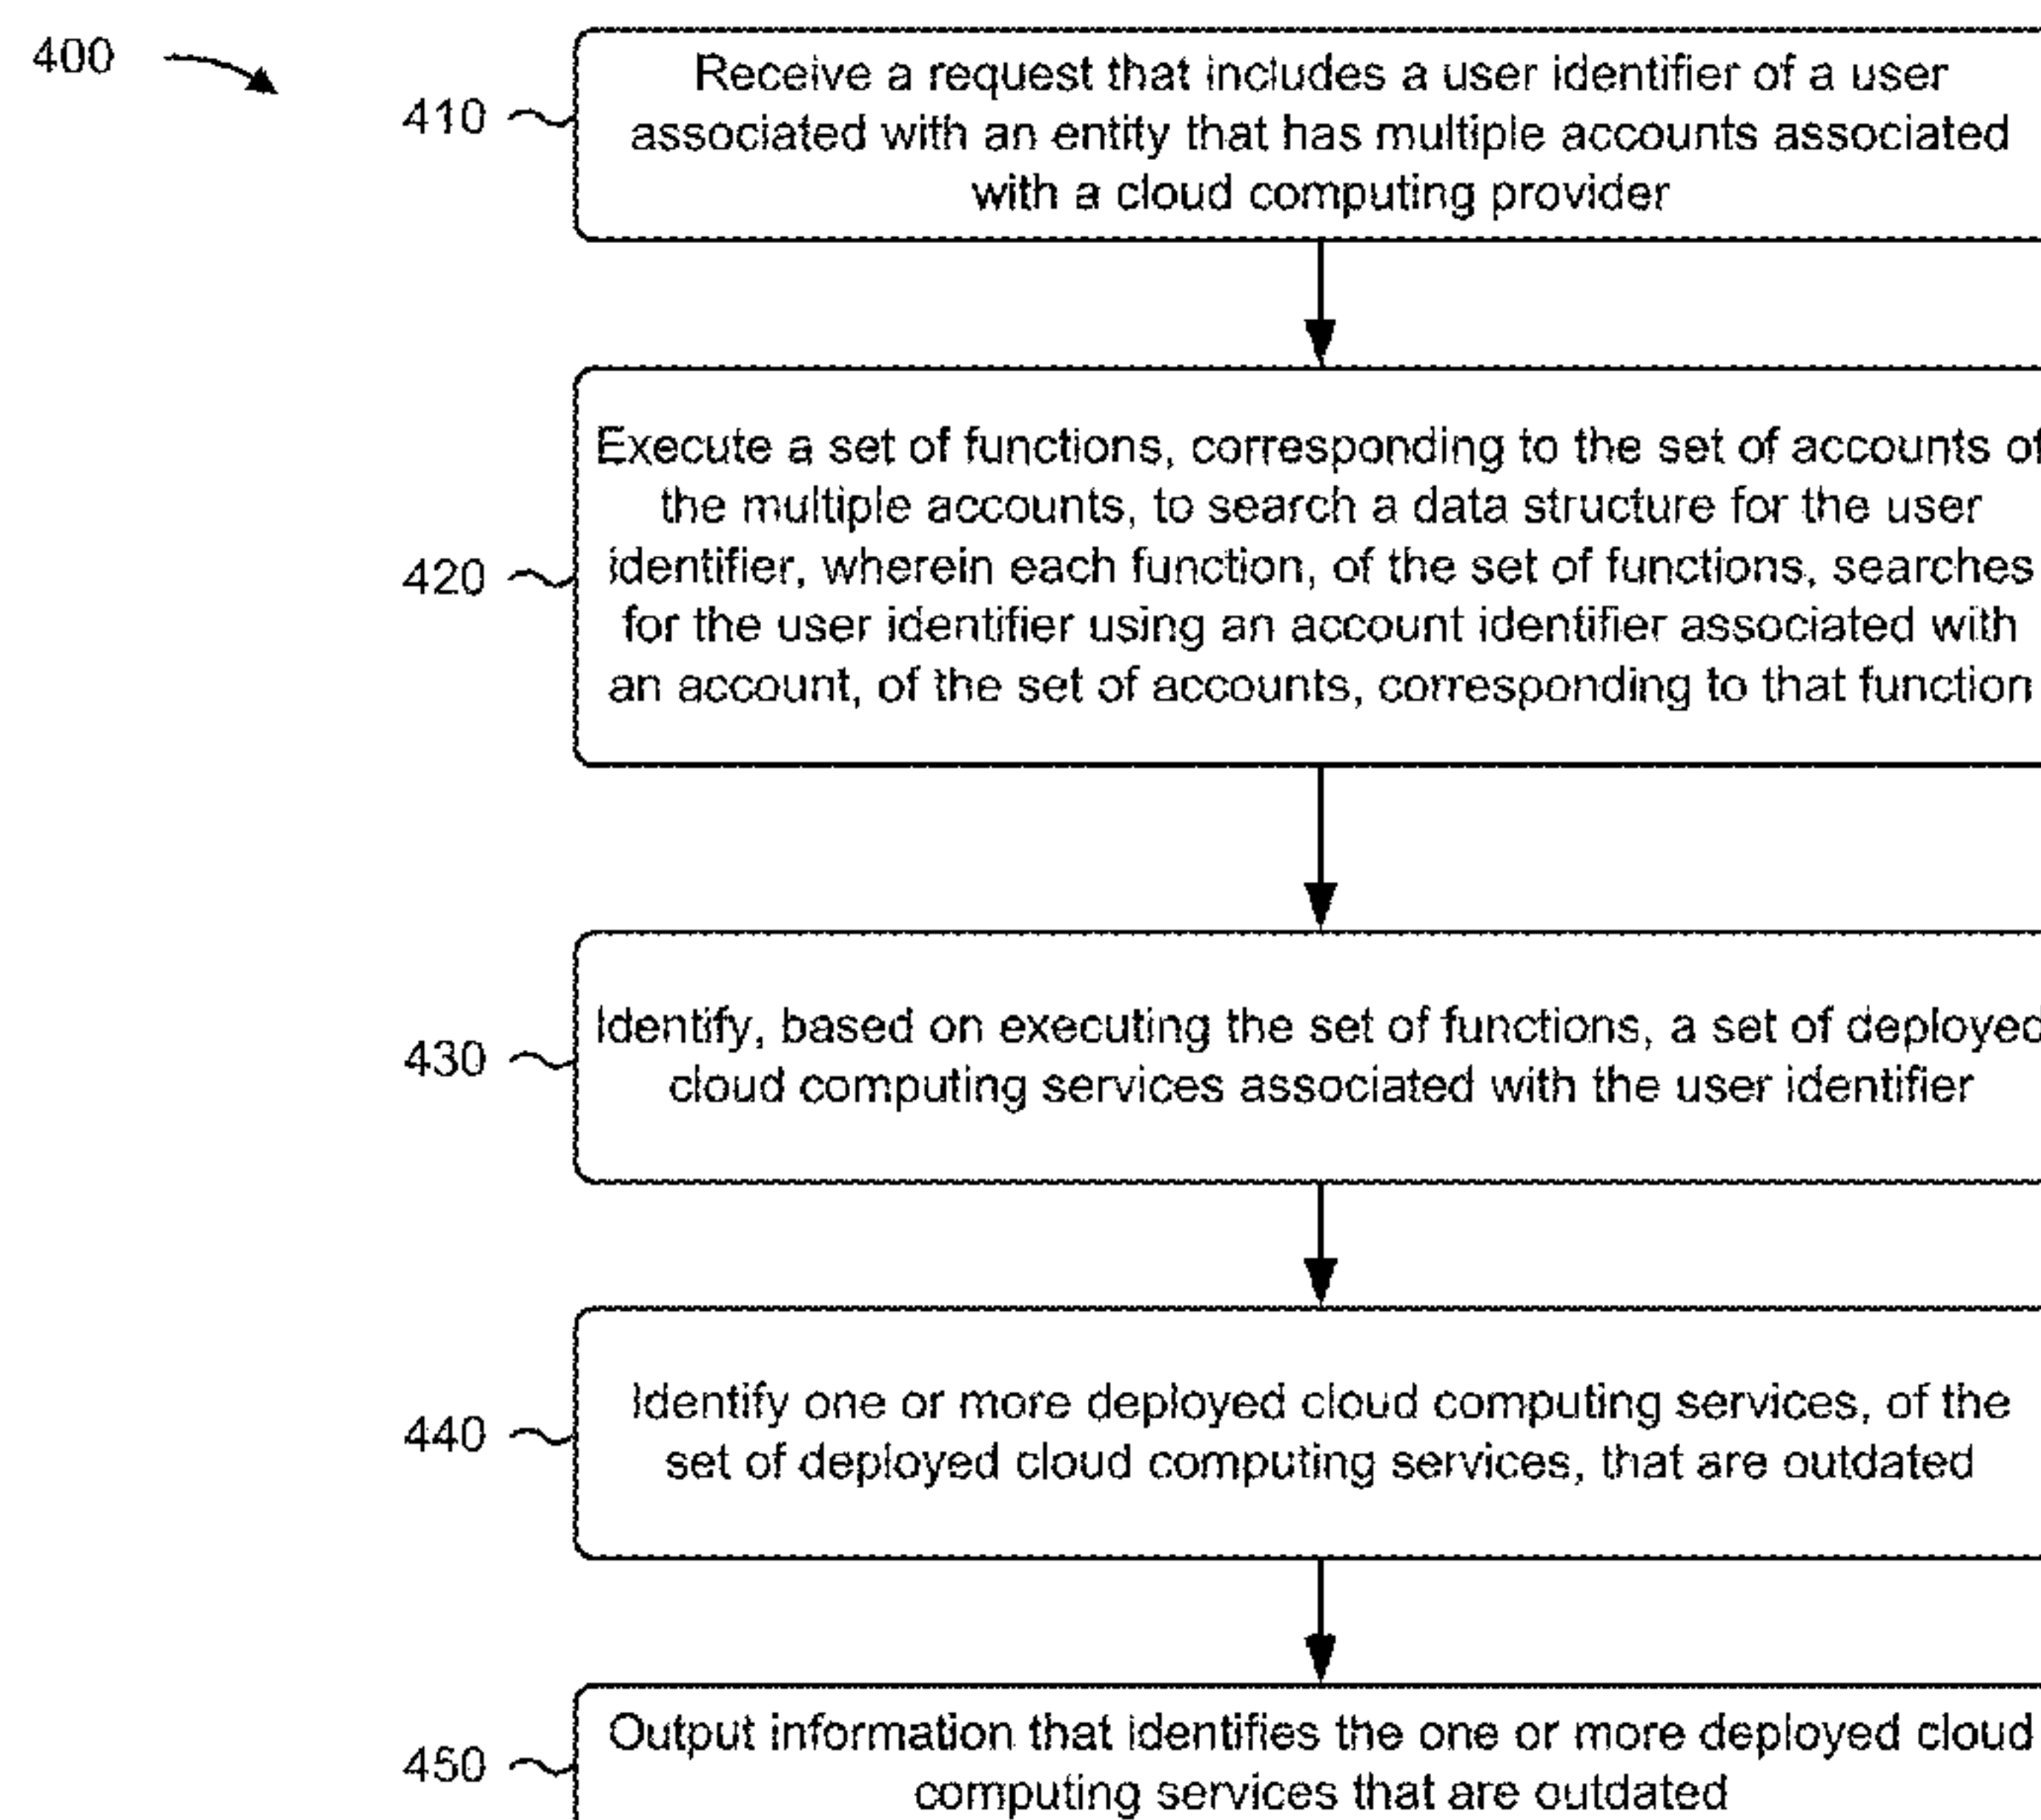 400
410
Receive a request that includes a user identifier of a user
associated with an entity that has multiple accounts associated
with a cloud computing provider
420
Execute a set of functions, corresponding to the set of accounts of
the multiple accounts, to search a data structure for the user
identifier, wherein each function, of the set of functions, searches
for the user identifier using an account identifier associated with
an account, of the set of accounts, corresponding to that function
430
Identify, based on executing the set of functions, a set of deployed
cloud computing services associated with the user identifier
440
Identify one or more deployed cloud computing services, of the
set of deployed cloud computing services, that are outdated
450
Output information that identifies the one or more deployed cloud
computing services that are outdated